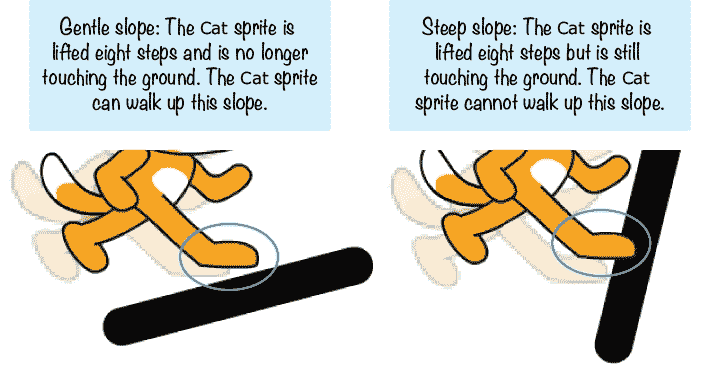 Gentle slope: The Cat sprite is
lifted eight steps and is no longer
touching the ground. The Cat sprite
can walk up this slope.
Steep slope: The Cat sprite is
lifted eight steps but is still
touching the ground. The Cat
sprite cannot walk up this slope.